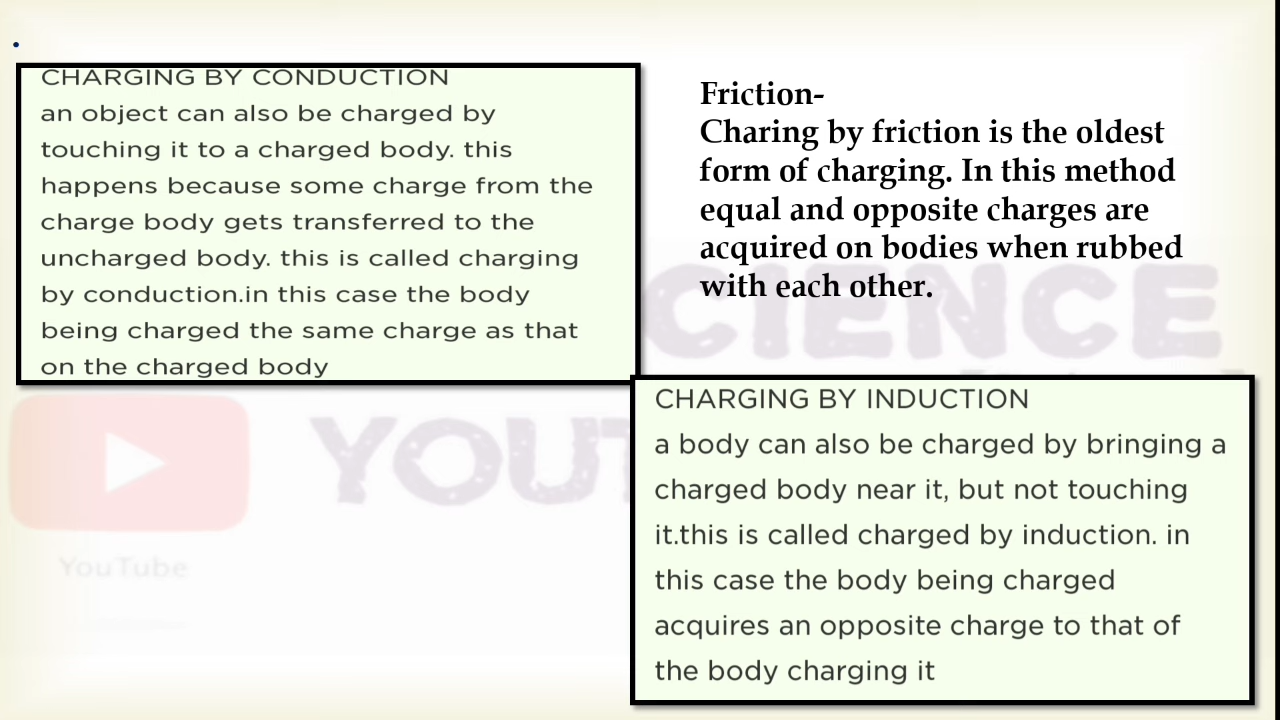 CHARGING BY CONDUCTION
an object can also be charged by
touching it to a charged body. this
happens because some charge from the
charge body gets transferred to the
uncharged body. this is called charging
by conduction.in this case the body
being charged the same charge as that
on the charged body
Friction-
Charing by friction is the oldest
form of charging. In this method
equal and opposite charges are
acquired on bodies when rubbed
with each other.
CIENCE
CHARGING BY INDUCTION
a body can also be charged by bringing a
charged body near it, but not touching
it.this is called charged by induction. in
this case the body being charged
acquires an opposite charge to that of
the body charging it
YOUT
YouTube